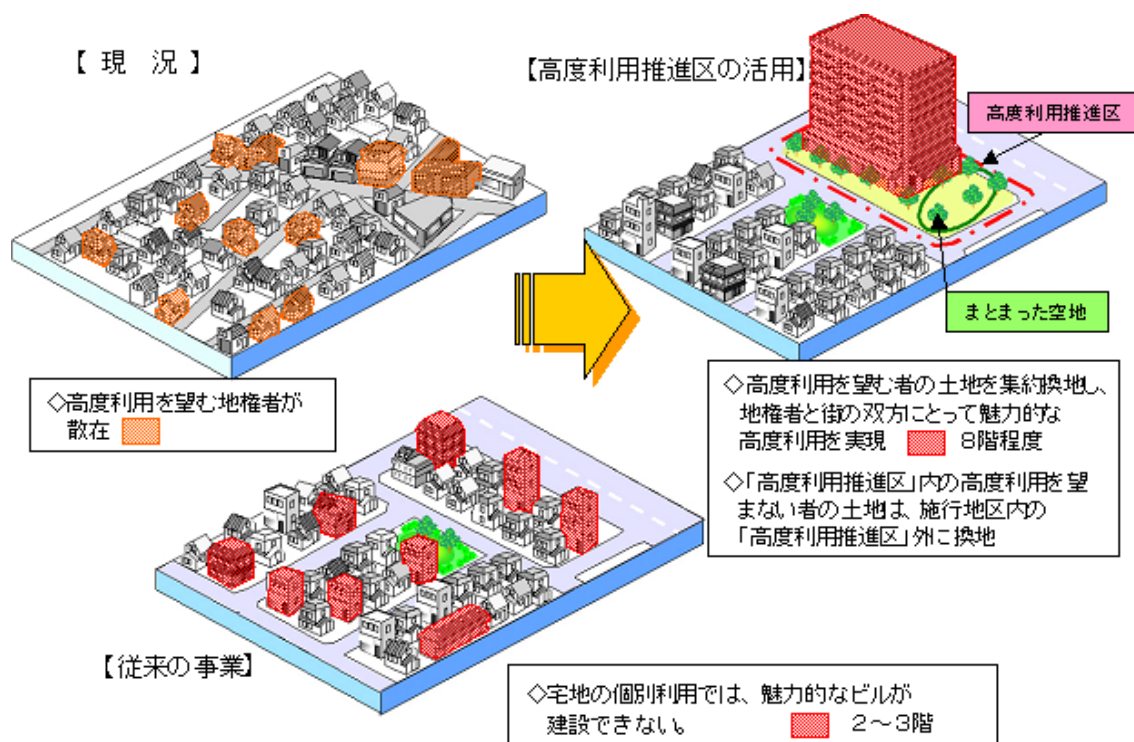 【 現　況 】
【高度利用推進区の活用】
高度利用推進区
まとまった空地
◇高度利用を望む地権者が
散在
◇高度利用を望む者の土地を集約換地し、
地権者と街の双方にとって魅力的な
高度利用を実現　８階程度
◇「高度利用推進区」内の高度利用を望
まない者の土地は、施行地区内の
「高度利用推進区」外に換地
【従来の事業】
◇宅地の個別利用では、魅力的なビルが
建設できない。　２～３階